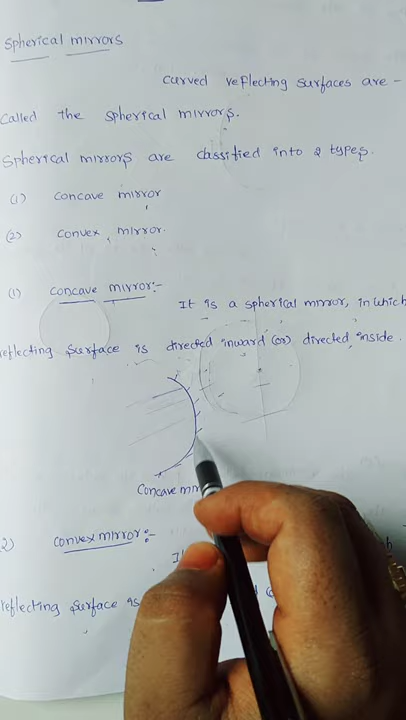 Spherical mirrors
curved reflecting surfaces are -
called the spherical mirrors.
Spherical mirrors are classified into 2 types.
(1) concave mirror
(2) convex mirror.
(1) concave mirror:-
It is a spherical mirror, in which
reflecting surface is directed inward (or) directed inside.
Concave
2) convex mirror:-
reflecting surface is